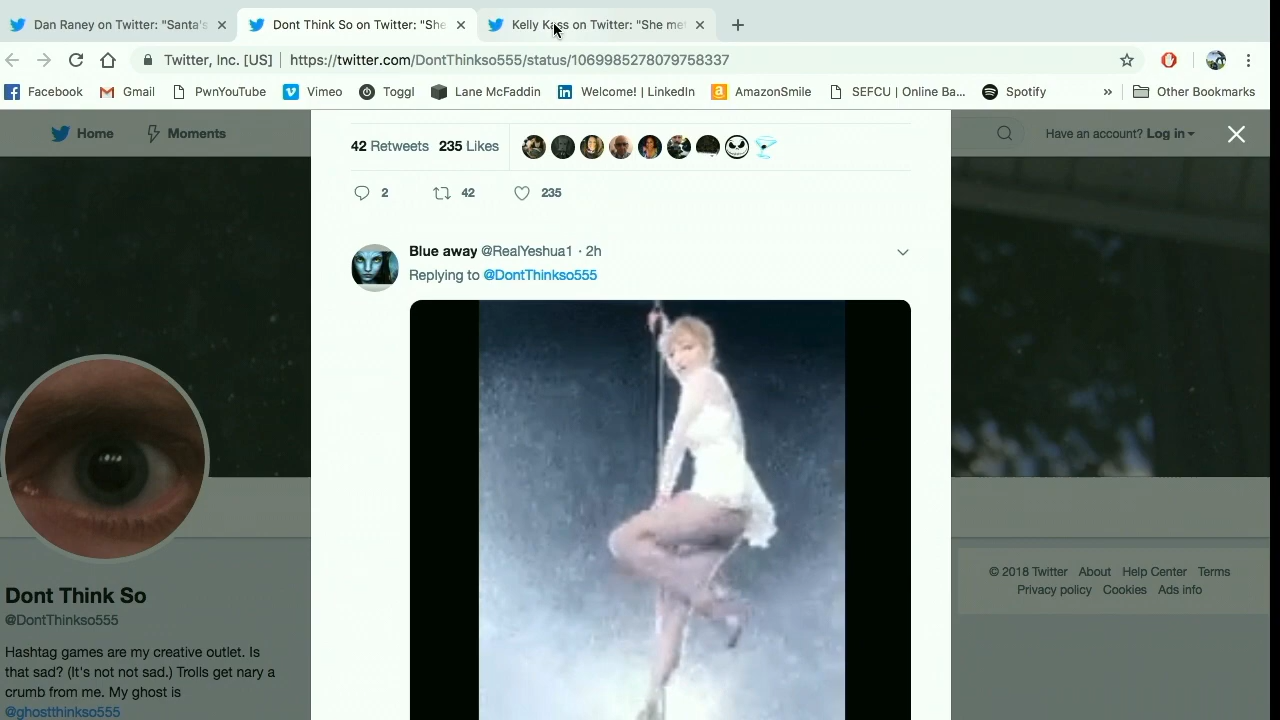 Dan Raney on Twitter: "Santa's
Dont Think So on Twitter: "She
Kelly Kass on Twitter: "She met
Twitter, Inc. [US]
https://twitter.com/DontThinkso555/status/1069985278079758337
Facebook
Gmail
PwnYouTube
Vimeo
Toggl
Lane McFaddin
Welcome! | LinkedIn
AmazonSmile
SEFCU | Online Ba...
Spotify
»
Other Bookmarks
Home
Moments
Have an account? Log in
42 Retweets 235 Likes
2
42
235
Blue away @RealYeshua1 · 2h
Replying to @DontThinkso555
Dont Think So
@DontThinkso555
Hashtag games are my creative outlet. Is
that sad? (It's not not sad.) Trolls get nary a
crumb from me. My ghost is
@ghostthinkso555
© 2018 Twitter About Help Center Terms
Privacy policy Cookies Ads info